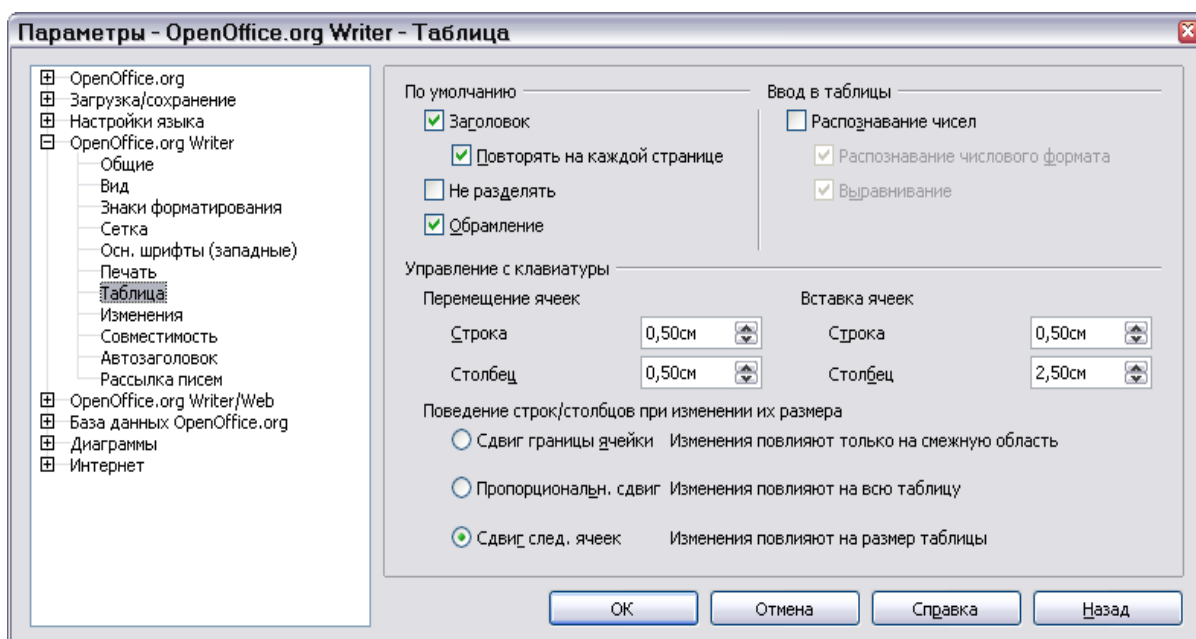 Параметры - OpenOffice.org Writer - Таблица
OpenOffice.org
Загрузка/сохранение
Настройки языка
OpenOffice.org Writer
Общие
Вид
Знаки форматирования
Сетка
Осн. шрифты (западные)
Печать
Таблица
Изменения
Совместимость
Автозаголовок
Рассылка писем
OpenOffice.org Writer/Web
База данных OpenOffice.org
Диаграммы
Интернет
По умолчанию
Заголовок
Повторять на каждой странице
Не разделять
Обрамление
Ввод в таблицы
Распознавание чисел
Распознавание числового формата
Выравнивание
Управление с клавиатуры
Перемещение ячеек
Строка 0,50см
Столбец 0,50см
Вставка ячеек
Строка 0,50см
Столбец 2,50см
Поведение строк/столбцов при изменении их размера
Сдвиг границы ячейки Изменения повлияют только на смежную область
Пропорциональн. сдвиг Изменения повлияют на всю таблицу
Сдвиг след. ячеек Изменения повлияют на размер таблицы
ОК Отмена Справка Назад